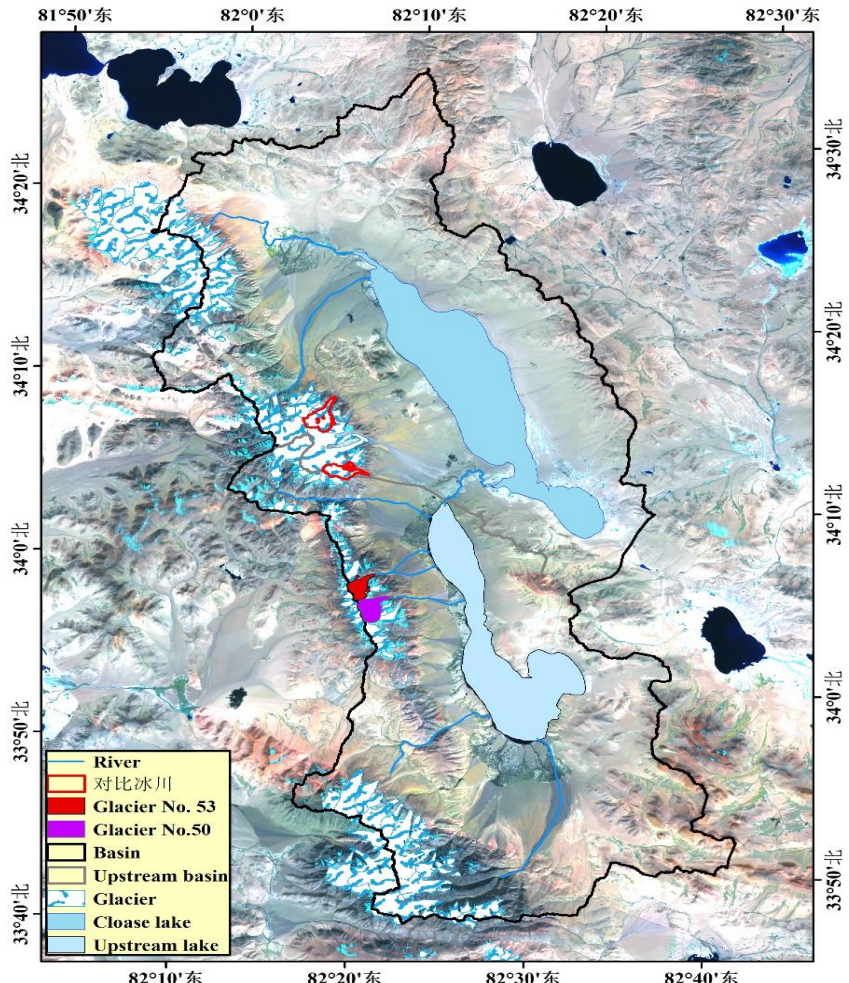 81°50'东 82°0'东 82°10'东 82°20'东 82°30'东
34°30'北
34°20'北
34°20'北
34°10'北
34°10'北
34°0'北
34°0'北
33°50'北
33°50'北
33°40'北
River
对比冰川
Glacier No. 53
Glacier No.50
Basin
Upstream basin
Glacier
Cloase lake
Upstream lake
82°10'东 82°20'东 82°30'东 82°40'东